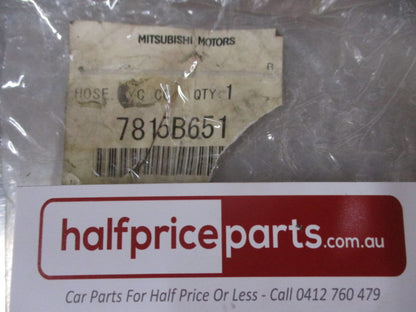 MITSUBISHI MOTORS
R
HOSE QTY: 1
7815B651
halfpriceparts.com.au
Car Parts For Half Price Or Less - Call 0412 760 479